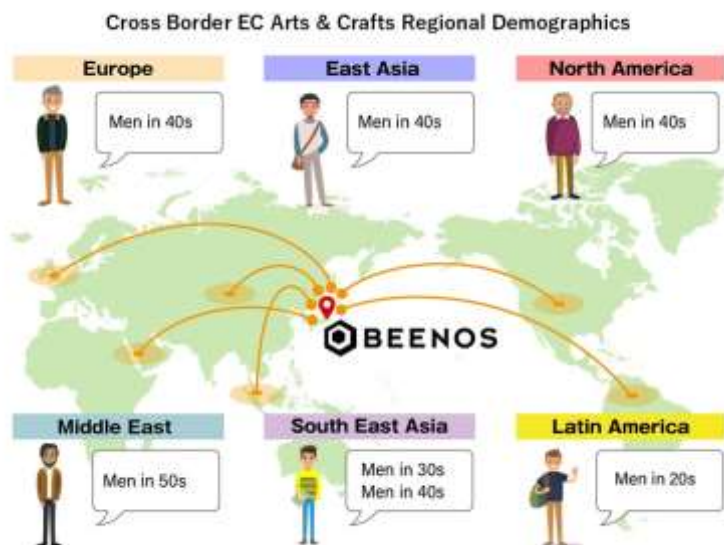 Cross Border EC Arts & Crafts Regional Demographics
Europe
East Asia
North America
Men in 40s
Men in 40s
Men in 40s
BEENOS
Middle East
South East Asia
Latin America
Men in 50s
Men in 30s
Men in 40s
Men in 20s